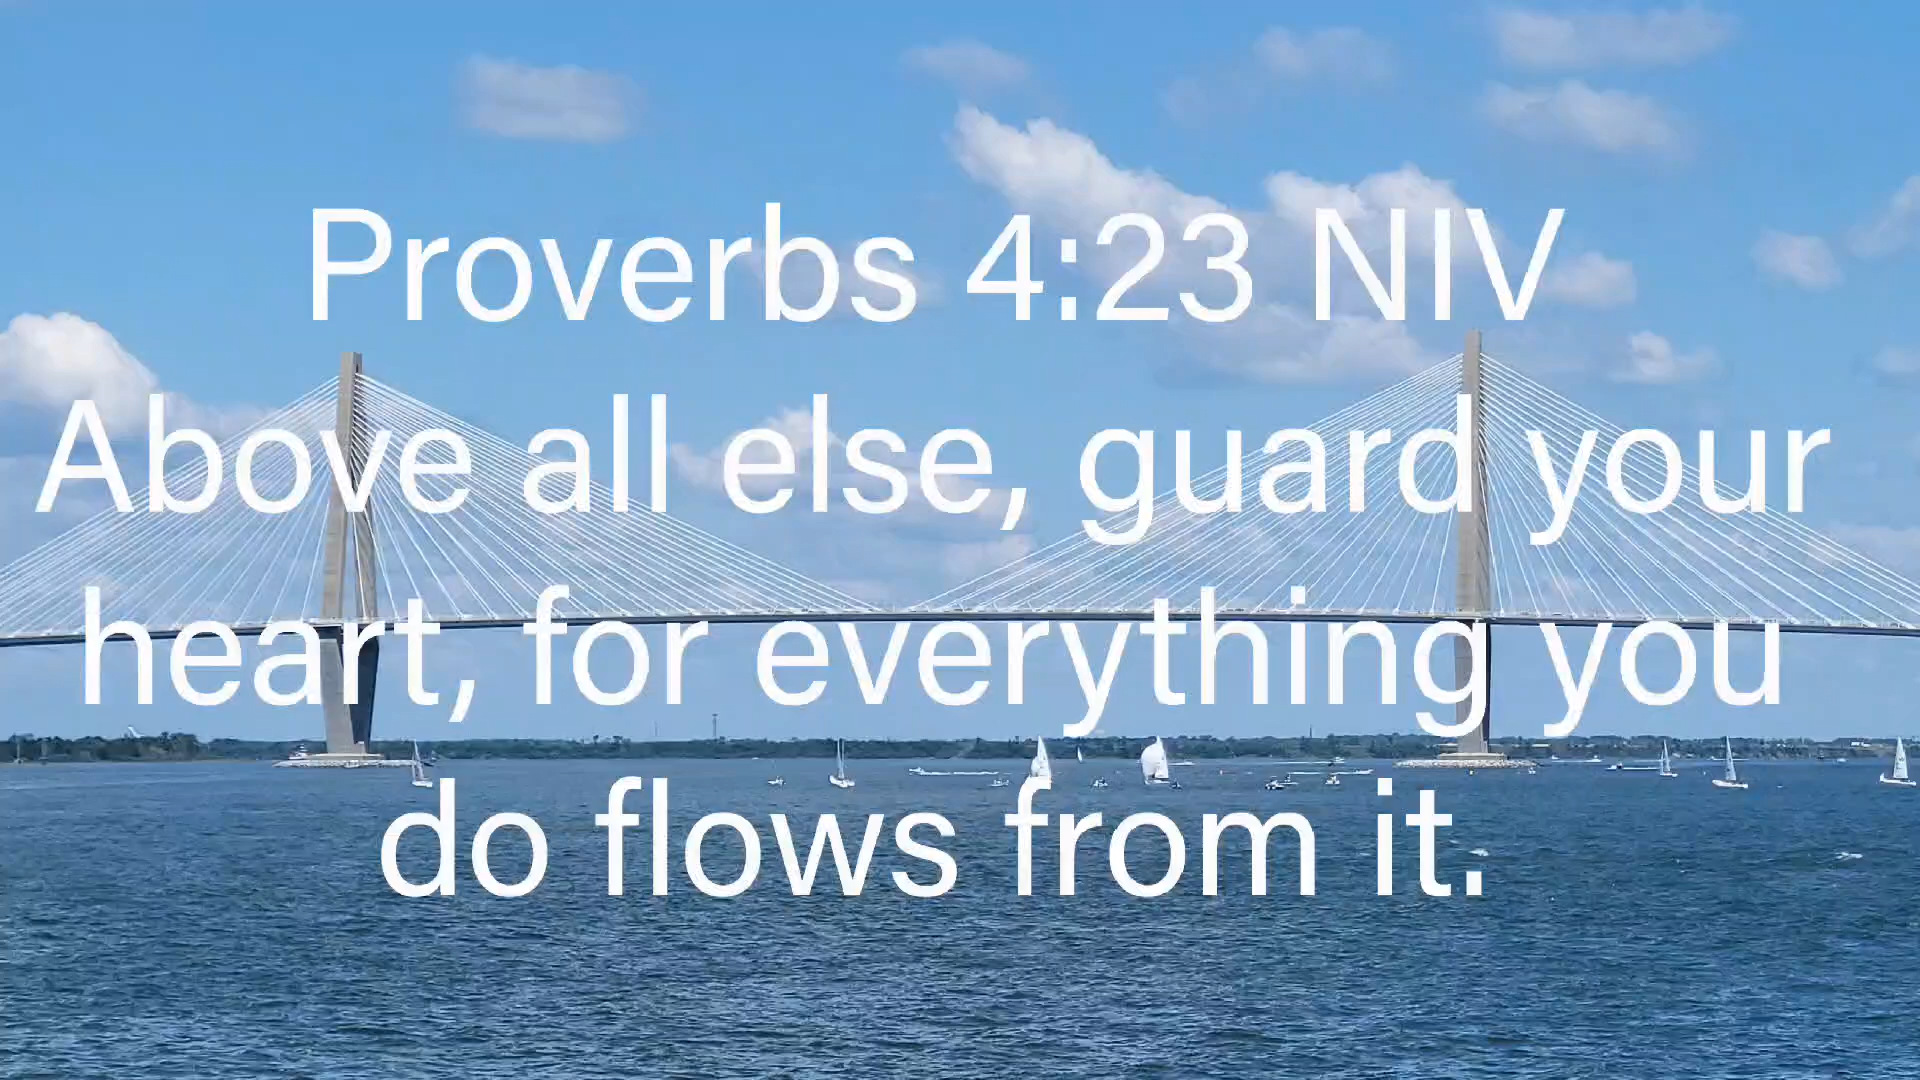 Proverbs 4:23 NIV
Above all else, guard your
heart, for everything you
do flows from it.